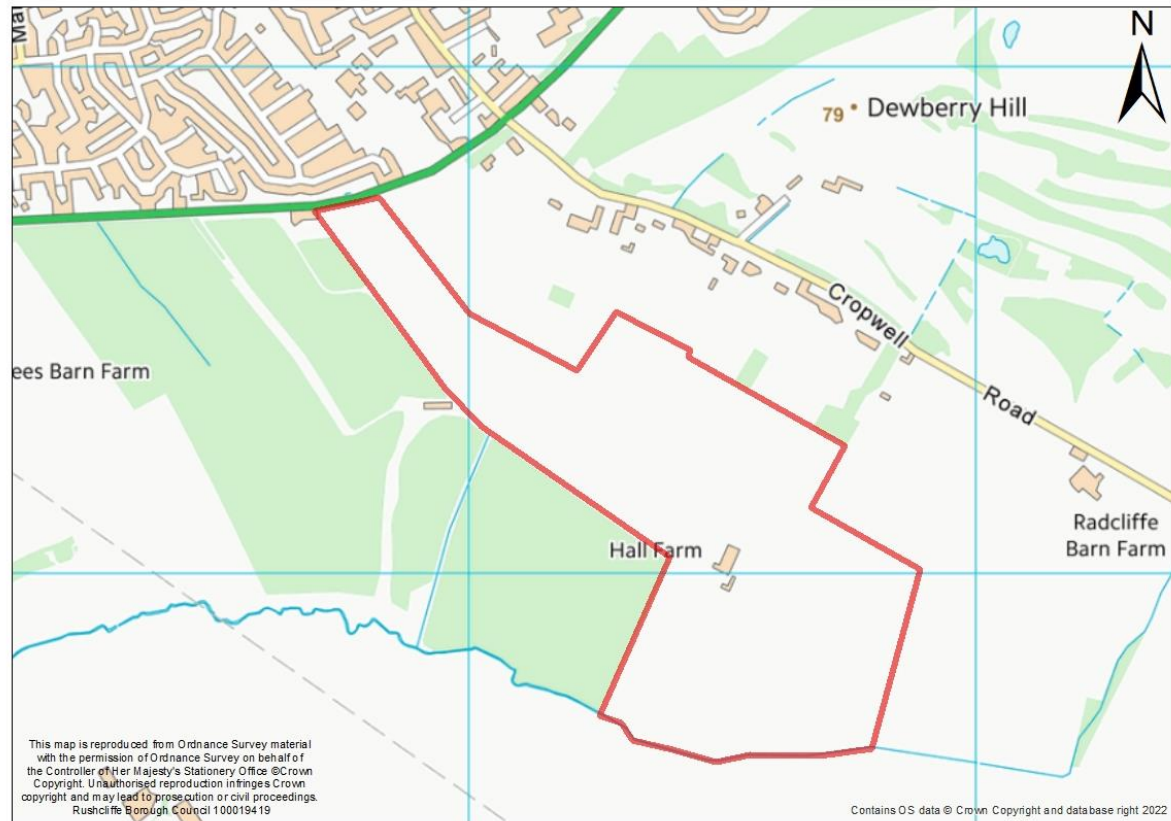 N
79
Dewberry Hill
Cropwell
Road
ees Barn Farm
Hall Farm
Radcliffe
Barn Farm
This map is reproduced from Ordnance Survey material
with the permission of Ordnance Survey on behalf of
the Controller of Her Majesty's Stationery Office ©Crown
Copyright. Unauthorised reproduction infringes Crown
copyright and may lead to prosecution or civil proceedings.
Rushcliffe Borough Council 100019419
Contains OS data © Crown Copyright and database right 2022